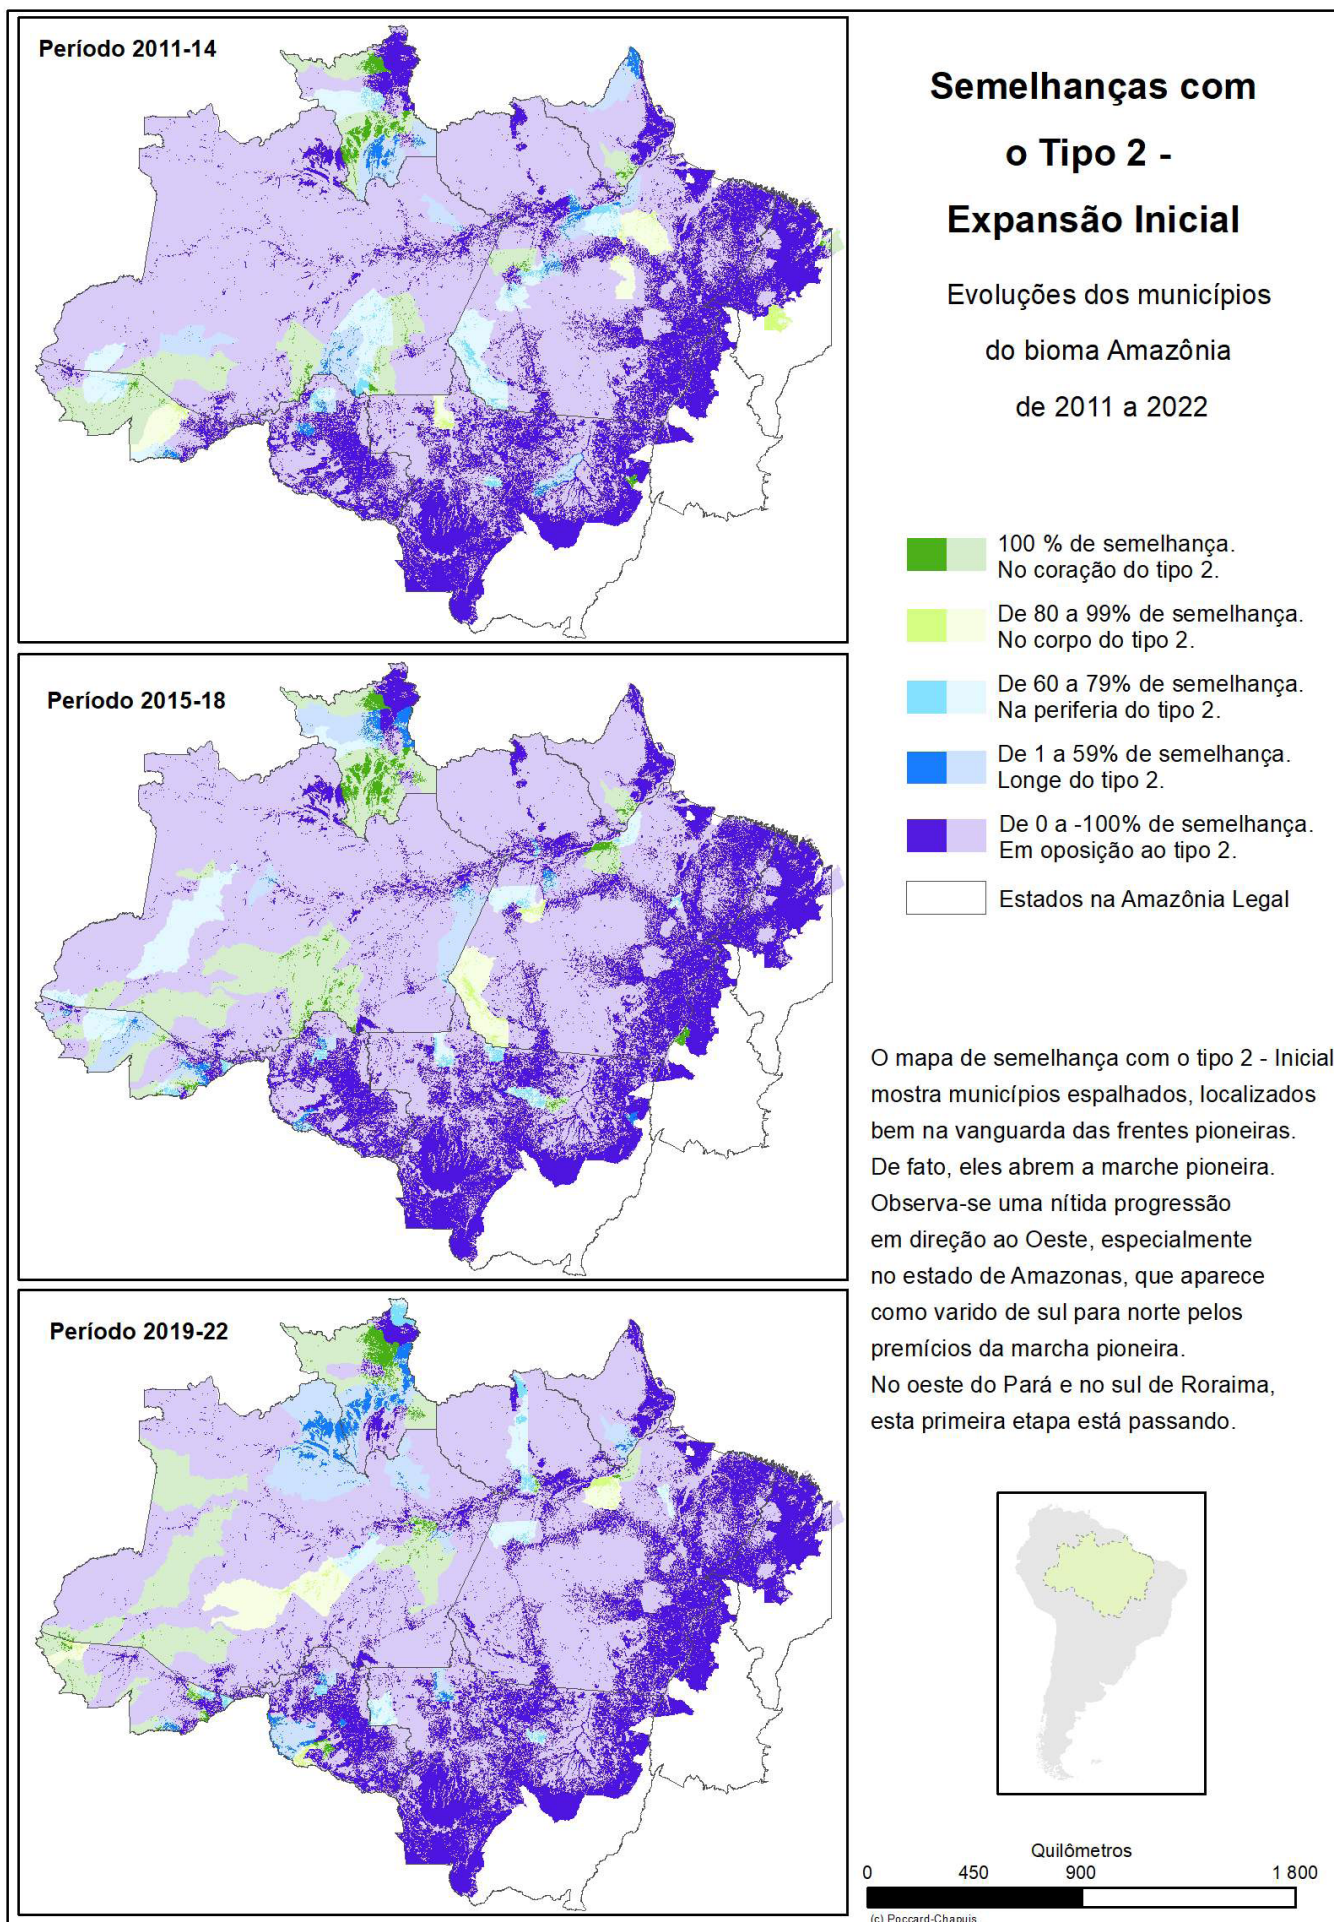 Período 2011-14
Semelhanças com
o Tipo 2 -
Expansão Inicial
Evoluções dos municípios
do bioma Amazônia
de 2011 a 2022
100 % de semelhança.
No coração do tipo 2.
De 80 a 99% de semelhança.
No corpo do tipo 2.
De 60 a 79% de semelhança.
Na periferia do tipo 2.
De 1 a 59% de semelhança.
Longe do tipo 2.
De 0 a -100% de semelhança.
Em oposição ao tipo 2.
Estados na Amazônia Legal
Período 2015-18
O mapa de semelhança com o tipo 2 - Inicial
mostra municípios espalhados, localizados
bem na vanguarda das frentes pioneiras.
De fato, eles abrem a marche pioneira.
Observa-se uma nítida progressão
em direção ao Oeste, especialmente
no estado de Amazonas, que aparece
como varido de sul para norte pelos
premícios da marcha pioneira.
No oeste do Pará e no sul de Roraima,
esta primeira etapa está passando.
Período 2019-22
Quilômetros
0 450 900 1 800
(c) Poccard-Chapuis